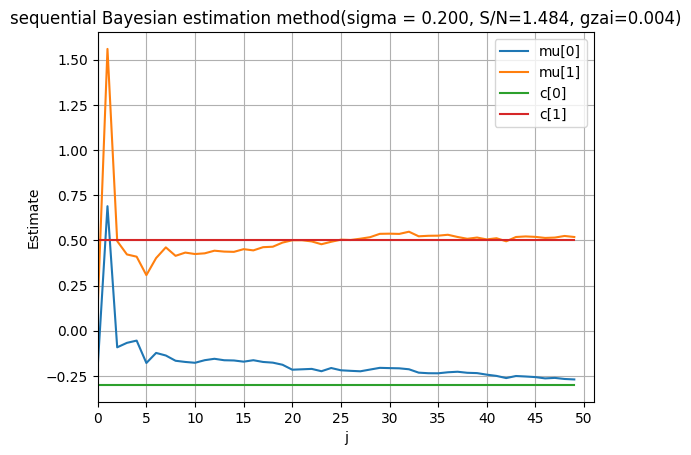 sequential Bayesian estimation method(sigma = 0.200, S/N=1.484, gzai=0.004)
mu[0]
mu[1]
c[0]
c[1]
1.50
1.25
1.00
0.75
0.50
0.25
0.00
−0.25
Estimate
0 5 10 15 20 25 30 35 40 45 50
j